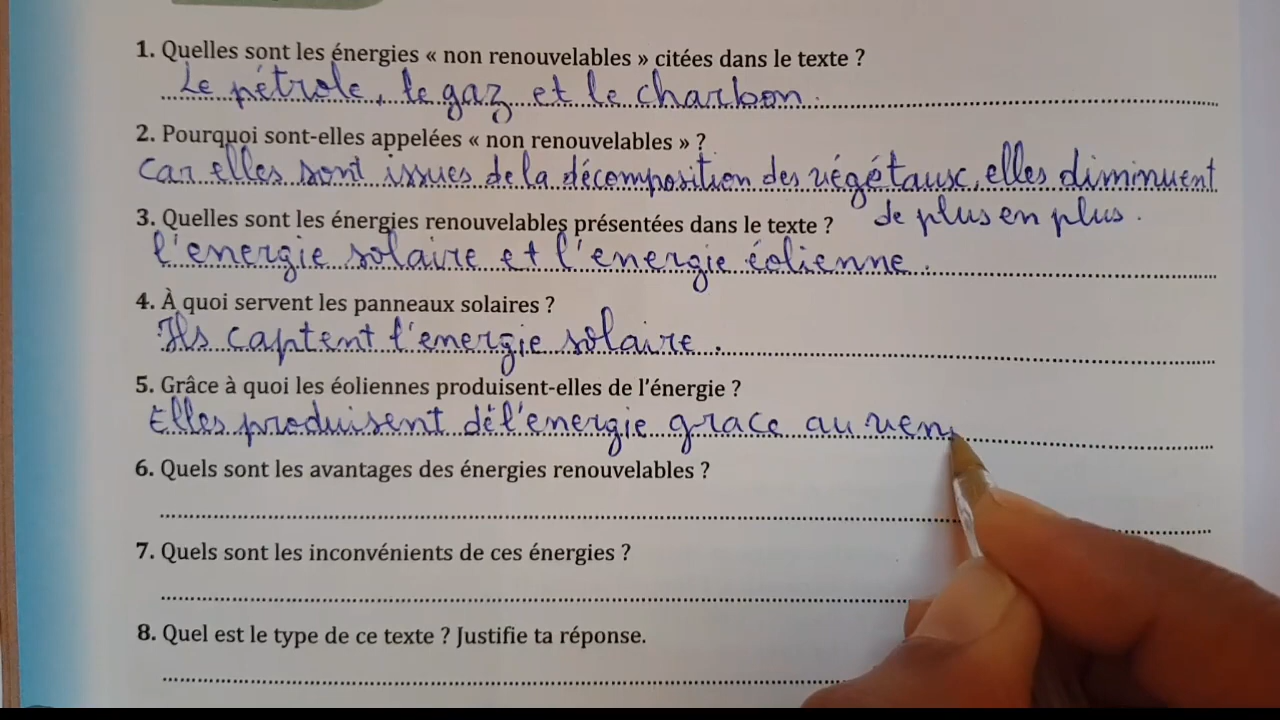 1. Quelles sont les énergies « non renouvelables » citées dans le texte ?
Le pétrole, le gaz et le charbon.
2. Pourquoi sont-elles appelées « non renouvelables » ?
Car elles sont issues de la décomposition des végétause, elles diminuent
de plus en plus.
3. Quelles sont les énergies renouvelables présentées dans le texte ?
l'energie solaire et l'energie éolienne.
4. À quoi servent les panneaux solaires ?
Ils captent l'energie solaire.
5. Grâce à quoi les éoliennes produisent-elles de l'énergie ?
Elles produisent de l'energie grace au ven
6. Quels sont les avantages des énergies renouvelables ?
7. Quels sont les inconvénients de ces énergies ?
8. Quel est le type de ce texte ? Justifie ta réponse.